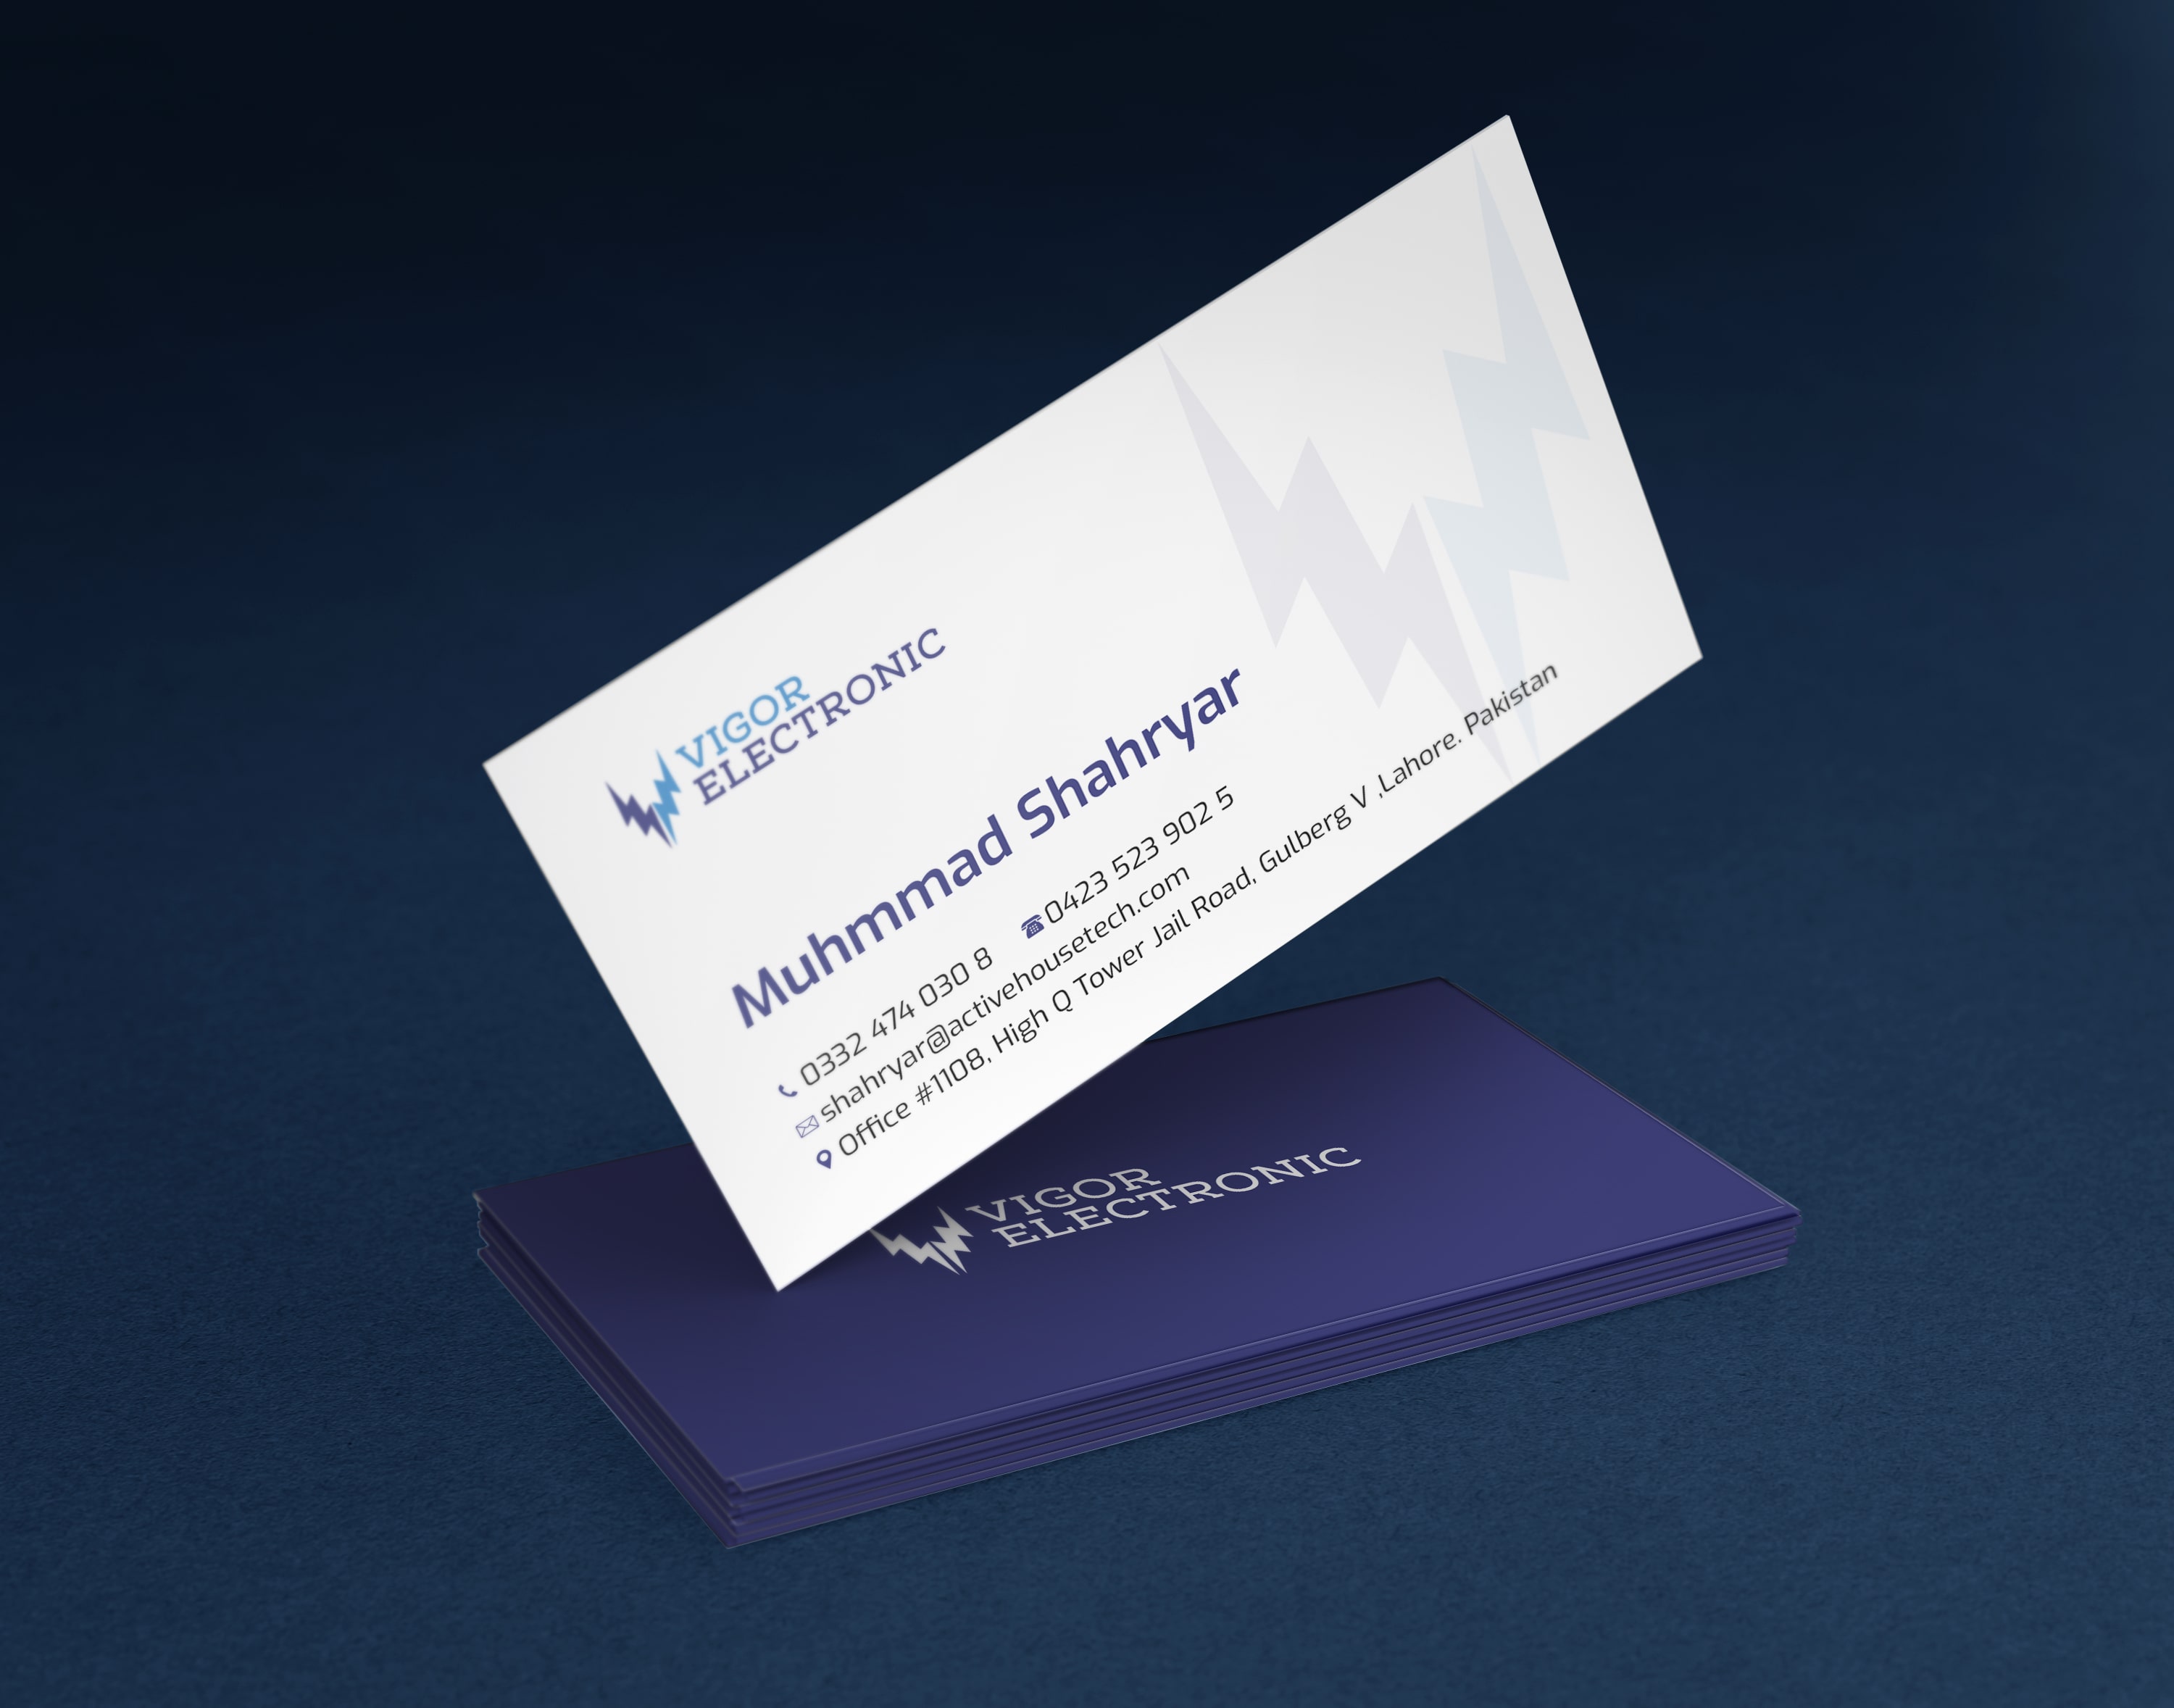 VIGOR
ELECTRONIC
Muhmmad Shahryar
0332 474 030 8 0423 523 902 5
shahryar@activehousetech.com
Office #1108, High Q Tower Jail Road, Gulberg V ,Lahore. Pakistan
VIGOR
ELECTRONIC